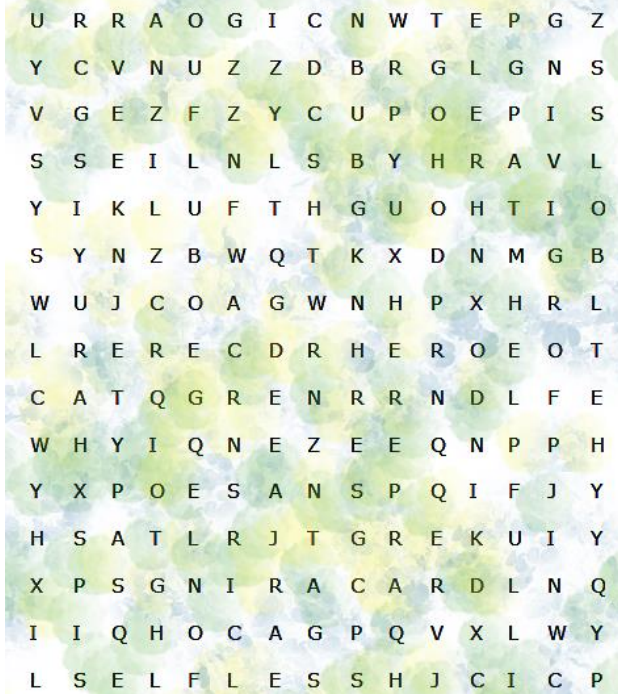 U R R A O G I C N W T E P G Z
Y C V N U Z Z D B R G L G N S
V G E Z F Z Y C U P O E P I S
S S E I L N L S B Y H R A V L
Y I K L U F T H G U O H T I O
S Y N Z B W Q T K X D N M G B
W U J C O A G W N H P X H R L
L R E R E C D R H E R O E O T
C A T Q G R E N R R N D L F E
W H Y I Q N E Z E E Q N P P H
Y X P O E S A N S P Q I F J Y
H S A T L R J T G R E K U I Y
X P S G N I R A C A R D L N Q
I I Q H O C A G P Q V X L W Y
L S E L F L E S S H J C I C P